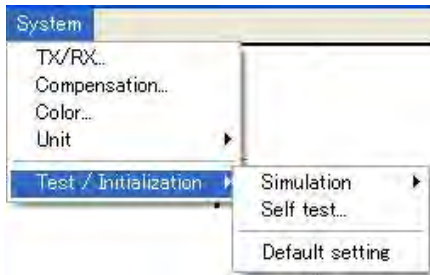 System
TX/RX...
Compensation...
Color...
Unit
Test / Initialization
Simulation
Self test...
Default setting